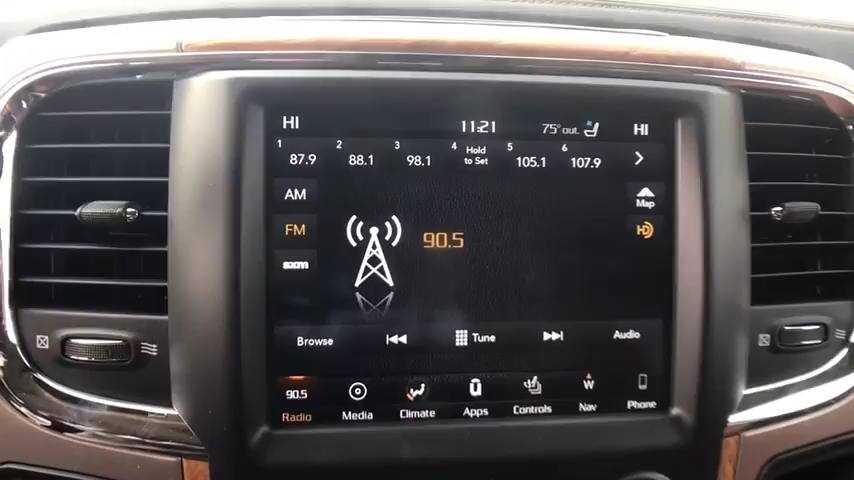 HI 11:21 75° out. HI
1 87.9 2 88.1 3 98.1 4 Hold to Set 5 105.1 6 107.9
AM
Map
FM 90.5 HD
sxm
Browse Tune Audio
90.5 W
Radio Media Climate Apps Controls Nav Phone